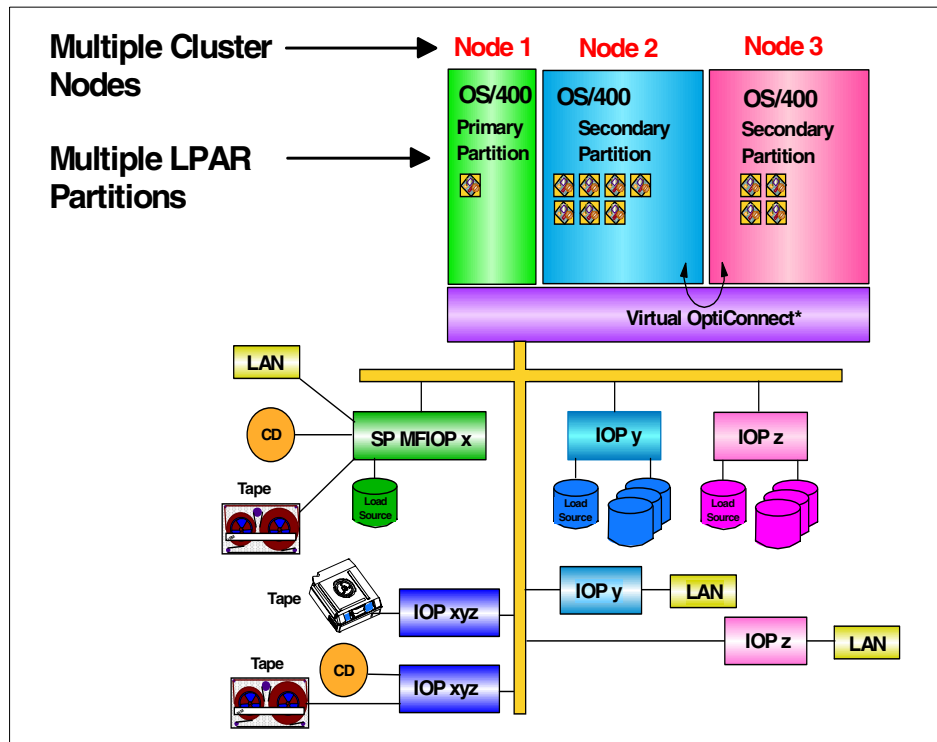 Multiple Cluster
Nodes
Node 1
Node 2
Node 3
OS/400
Primary
Partition
OS/400
Secondary
Partition
OS/400
Secondary
Partition
Multiple LPAR
Partitions
Virtual OptiConnect*
LAN
CD
Tape
SP MFIOP x
Load
Source
IOP y
Load
Source
IOP z
Load
Source
Tape
IOP xyz
IOP y
LAN
IOP z
LAN
Tape
CD
IOP xyz